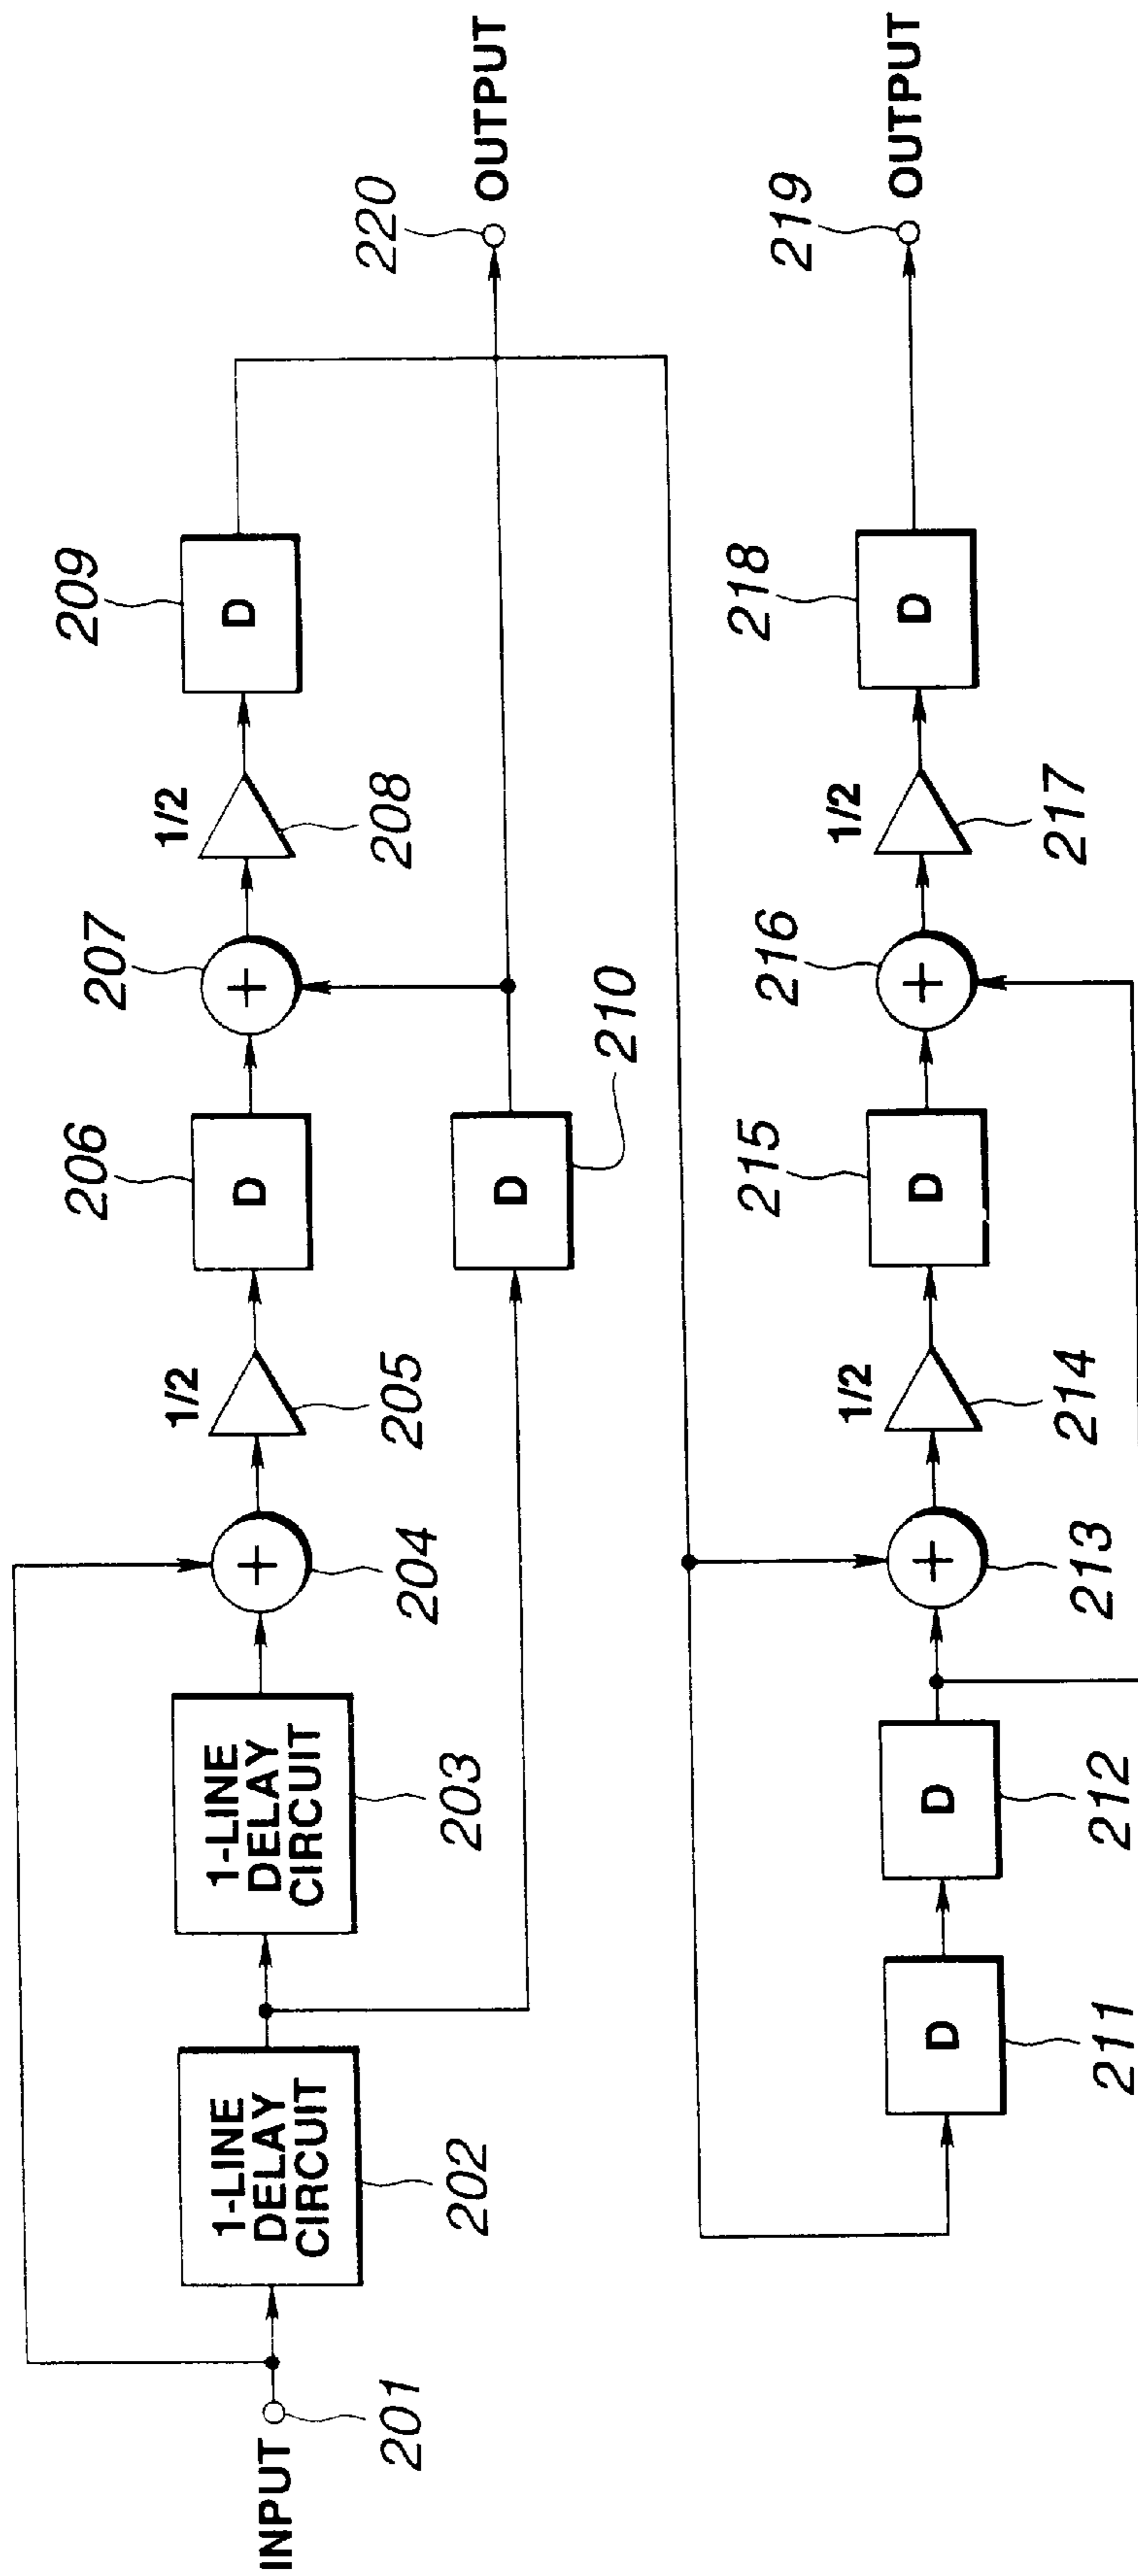 INPUT
201
1-LINE
DELAY
CIRCUIT
202
1-LINE
DELAY
CIRCUIT
203
+
204
1/2
205
D
206
+
207
1/2
208
D
209
D
210
220
OUTPUT
D
211
D
212
+
213
1/2
214
D
215
+
216
1/2
217
D
218
219
OUTPUT